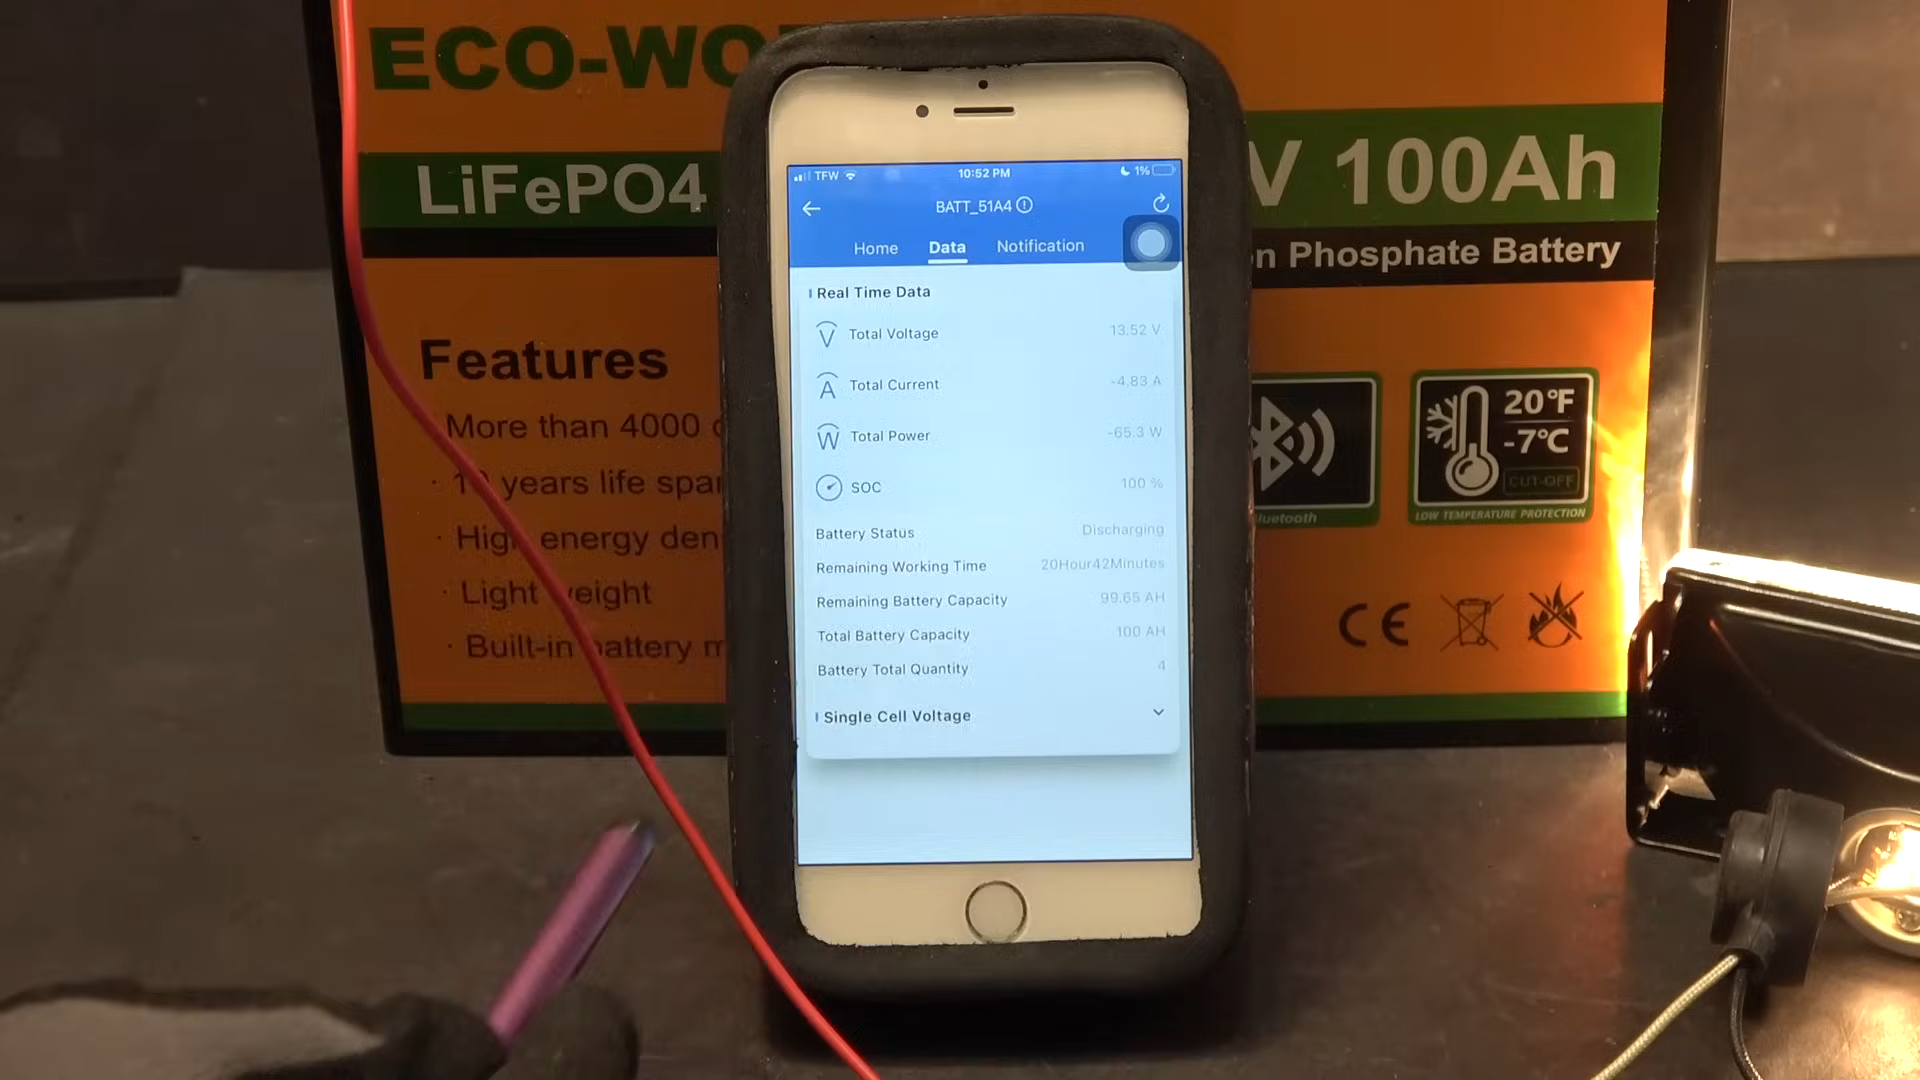 ECO-WO
LiFePO4
V 100Ah
n Phosphate Battery
Features
· More than 4000
· 10 years life spa
· High energy den
· Light weight
· Built-in battery m
20°F
-7°C
CUT-OFF
LOW TEMPERATURE PROTECTION
luetooth
CE
TFW
10:52 PM
1%
BATT_51A4
Home
Data
Notification
Real Time Data
Total Voltage 13.52 V
Total Current -4.83 A
Total Power -65.3 W
SOC 100 %
Battery Status Discharging
Remaining Working Time 20Hour42Minutes
Remaining Battery Capacity 99.65 AH
Total Battery Capacity 100 AH
Battery Total Quantity 4
Single Cell Voltage